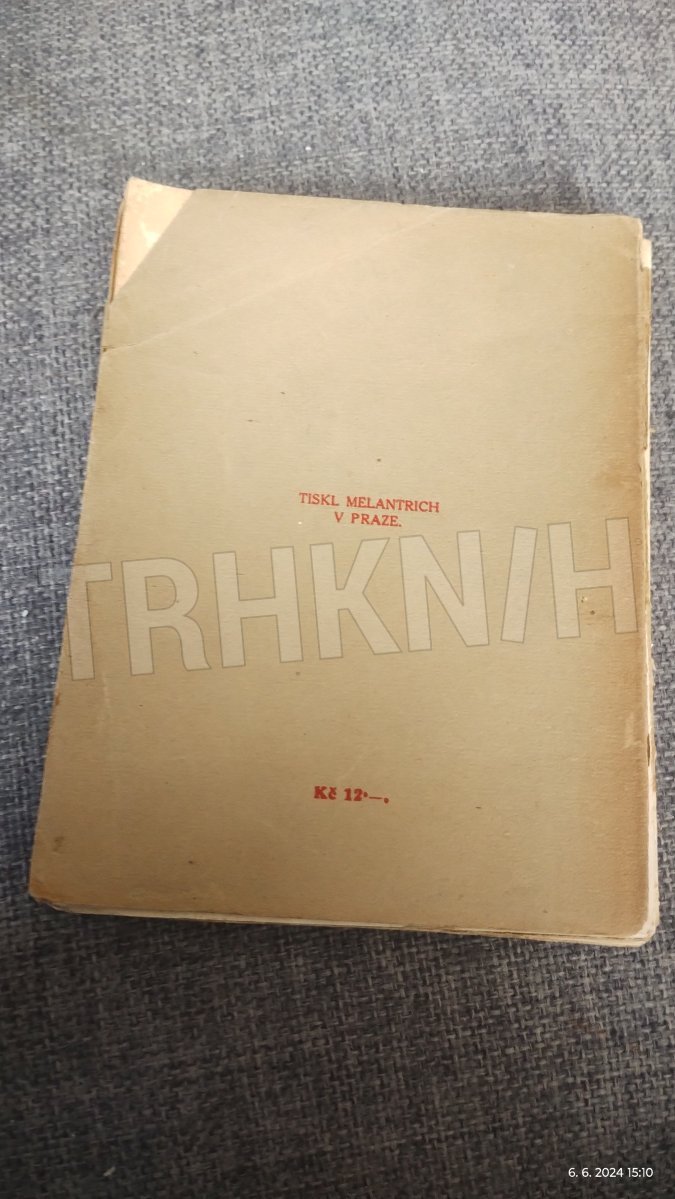 TISKL MELANTRICH
V PRAZE.
TRHKNIH
Kč 12·—.
6. 6. 2024 15:10